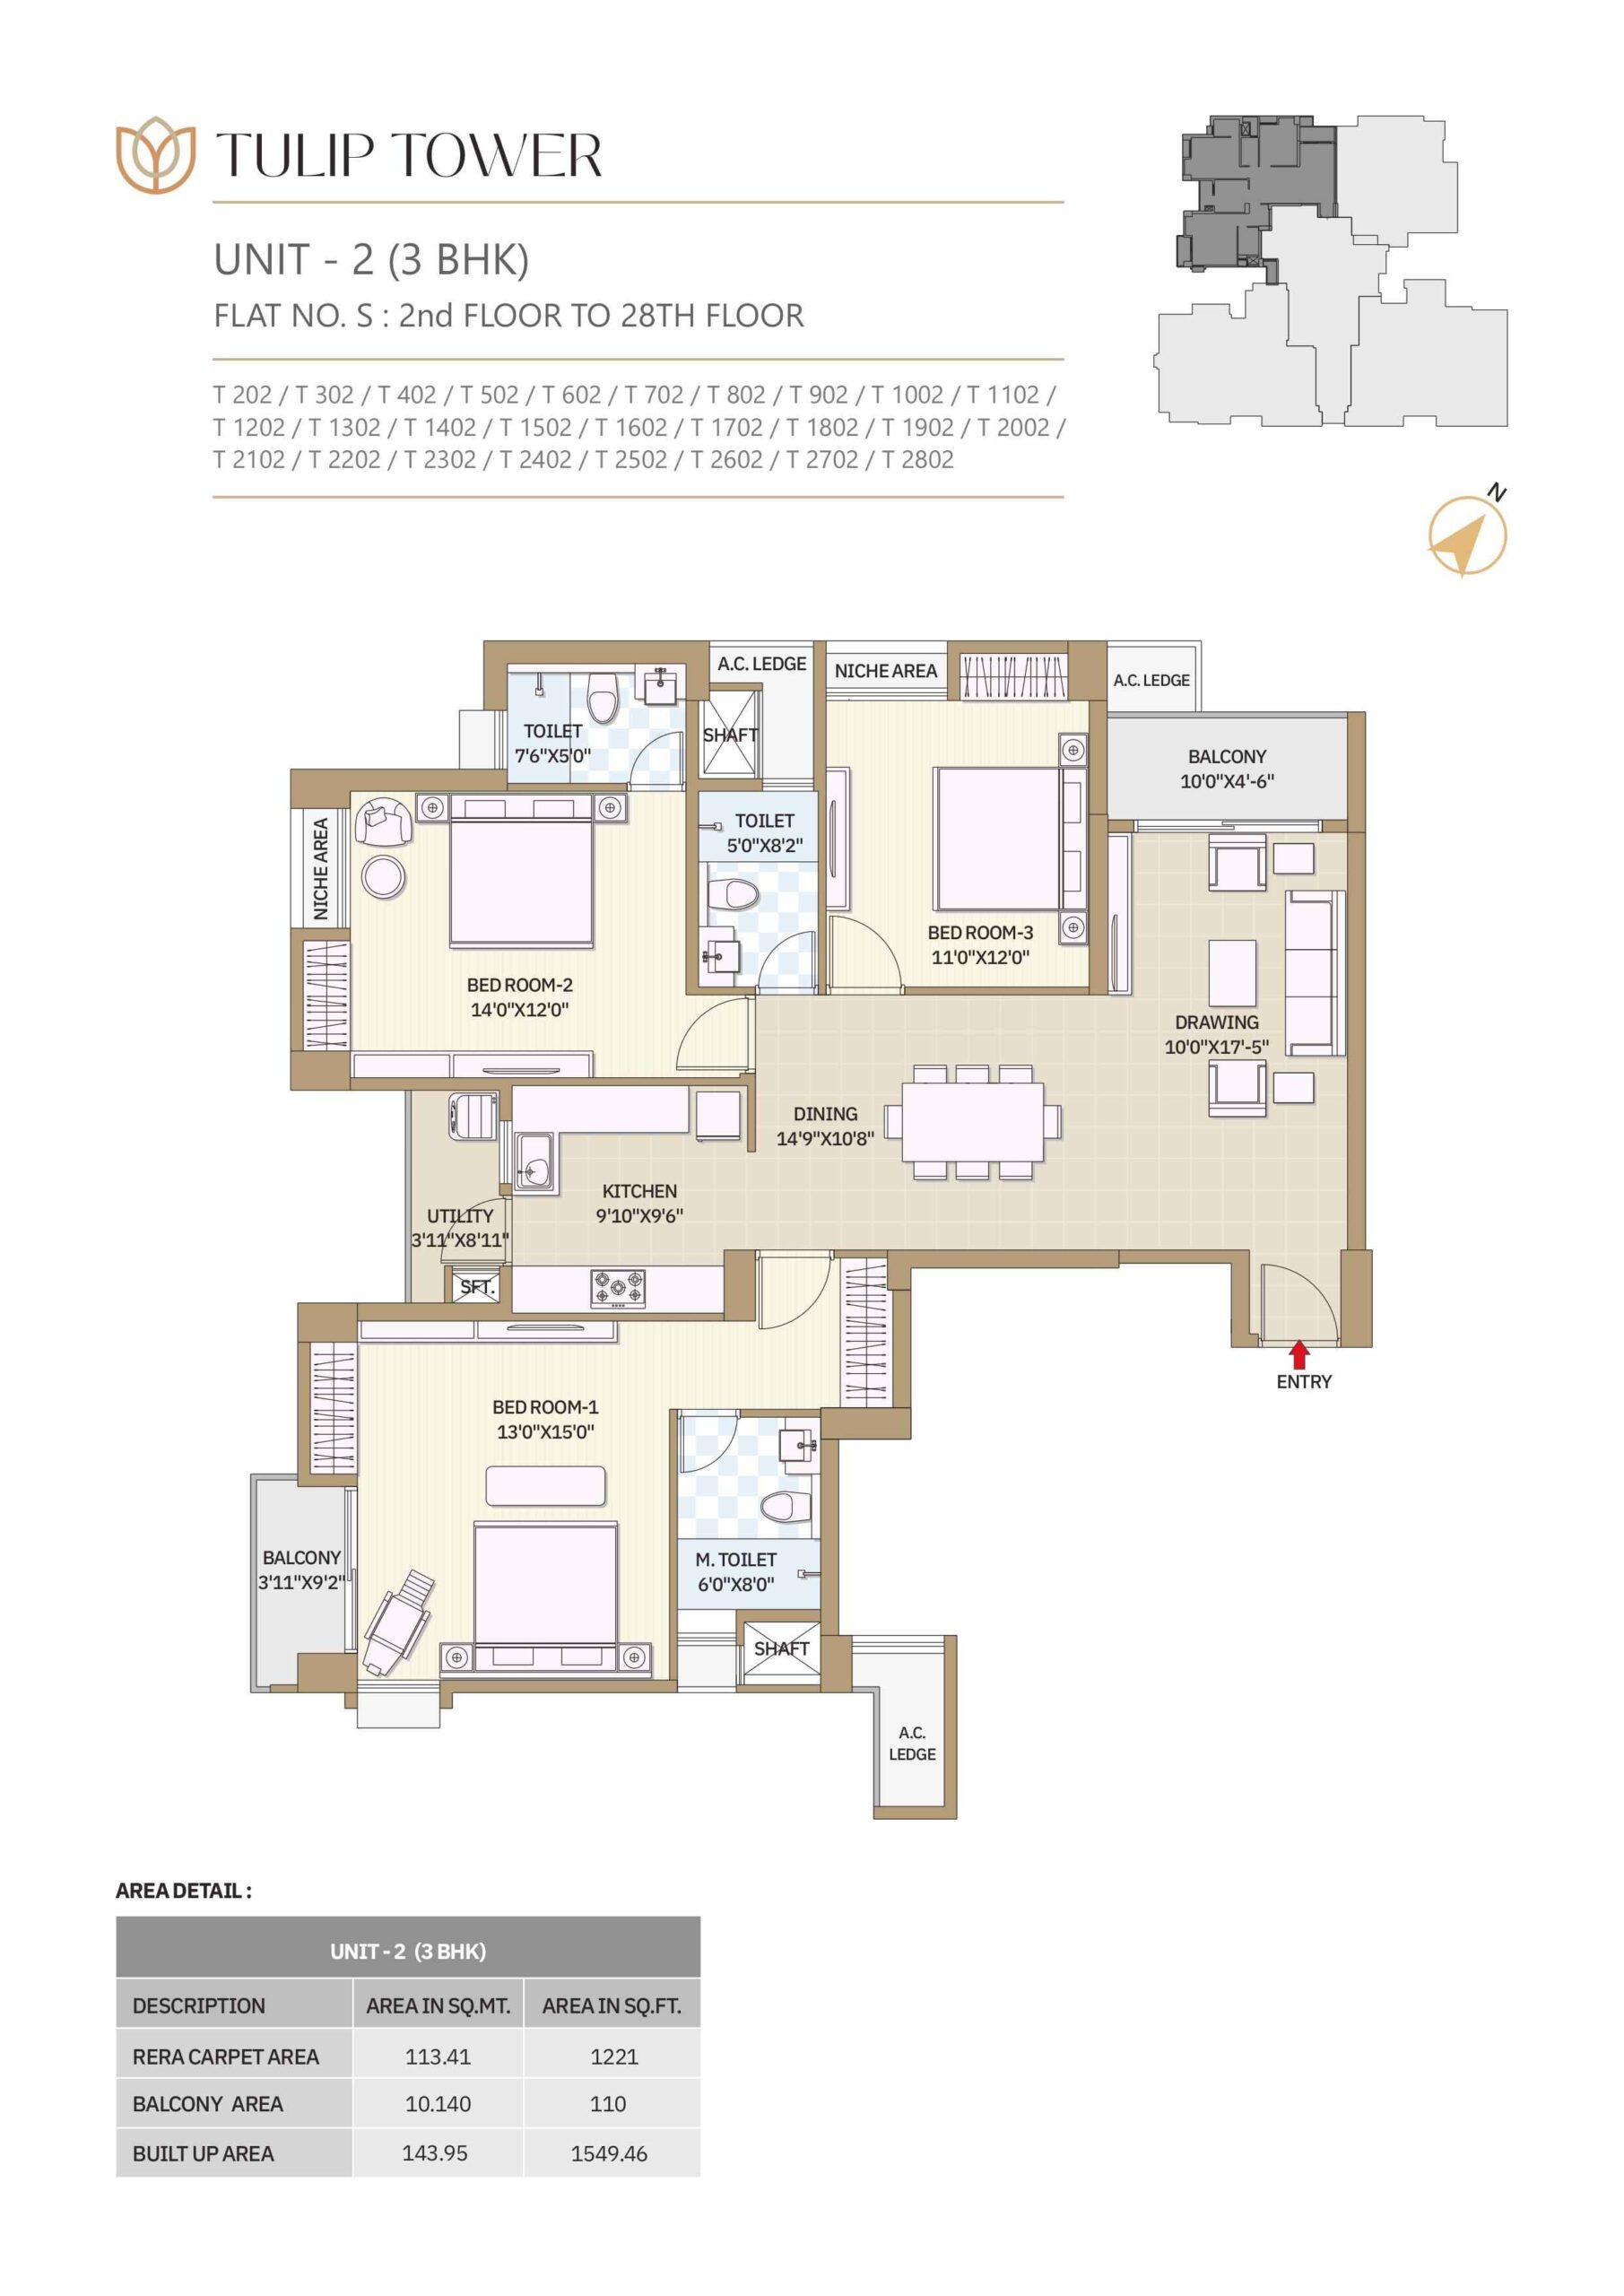 TULIP TOWER
UNIT - 2 (3 BHK)
FLAT NO. S : 2nd FLOOR TO 28TH FLOOR
T 202 / T 302 / T 402 / T 502 / T 602 / T 702 / T 802 / T 902 / T 1002 / T 1102 /
T 1202 / T 1302 / T 1402 / T 1502 / T 1602 / T 1702 / T 1802 / T 1902 / T 2002 /
T 2102 / T 2202 / T 2302 / T 2402 / T 2502 / T 2602 / T 2702 / T 2802
N
A.C. LEDGE
NICHE AREA
A.C. LEDGE
TOILET
7'6"X5'0"
SHAFT
BALCONY
10'0"X4'-6"
NICHE AREA
TOILET
5'0"X8'2"
BED ROOM-3
11'0"X12'0"
BED ROOM-2
14'0"X12'0"
DRAWING
10'0"X17'-5"
DINING
14'9"X10'8"
KITCHEN
9'10"X9'6"
UTILITY
3'11"X8'11"
SFT.
ENTRY
BED ROOM-1
13'0"X15'0"
BALCONY
3'11"X9'2"
M. TOILET
6'0"X8'0"
SHAFT
A.C.
LEDGE
AREA DETAIL :
UNIT - 2 (3 BHK)
DESCRIPTION AREA IN SQ.MT. AREA IN SQ.FT.
RERA CARPET AREA 113.41 1221
BALCONY AREA 10.140 110
BUILT UP AREA 143.95 1549.46